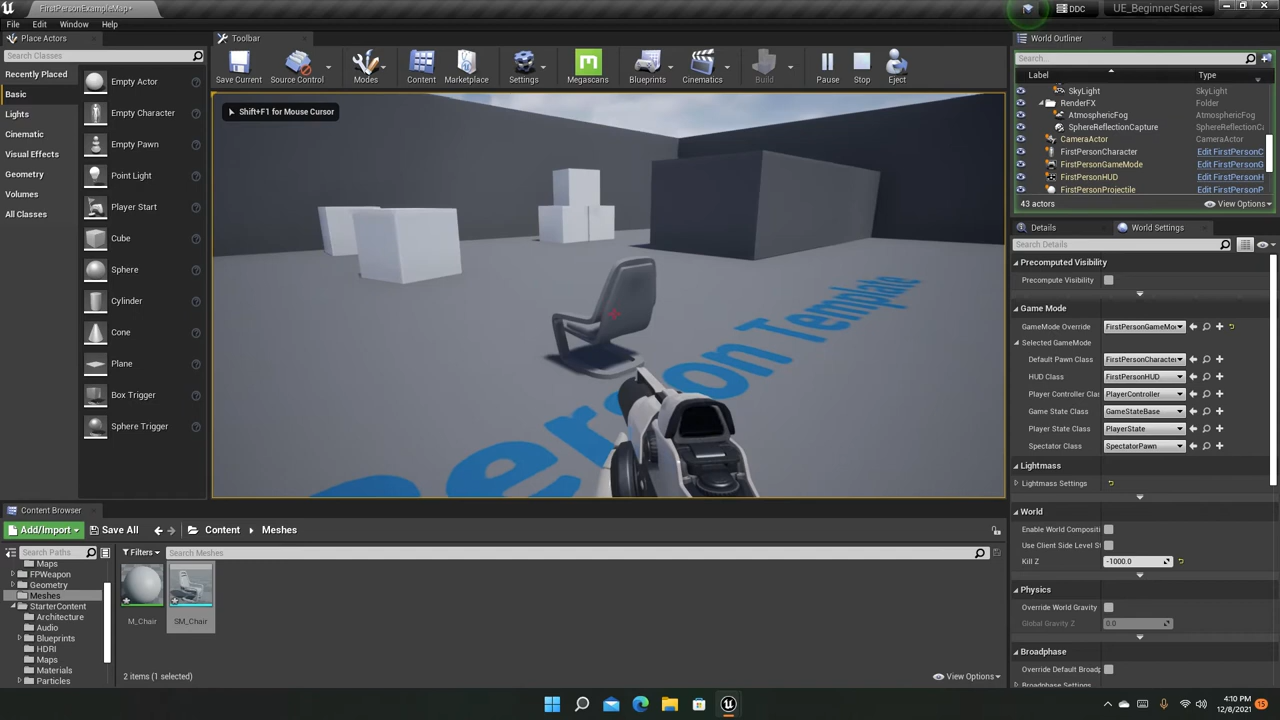 FirstPersonExampleMap*
DDC
UE_BeginnerSeries
File
Edit
Window
Help
Place Actors
Search Classes
Recently Placed
Basic
Lights
Cinematic
Visual Effects
Geometry
Volumes
All Classes
Empty Actor
Empty Character
Empty Pawn
Point Light
Player Start
Cube
Sphere
Cylinder
Cone
Plane
Box Trigger
Sphere Trigger
Toolbar
Save Current
Source Control
Modes
Content
Marketplace
Settings
Megascans
Blueprints
Cinematics
Build
Pause
Stop
Eject
Shift+F1 for Mouse Cursor
Person Template
World Outliner
Search...
Label
Type
SkyLight
SkyLight
RenderFX
Folder
AtmosphericFog
AtmosphericFog
SphereReflectionCapture
SphereReflectionCa
CameraActor
CameraActor
FirstPersonCharacter
Edit FirstPersonC
FirstPersonGameMode
Edit FirstPersonG
FirstPersonHUD
Edit FirstPersonH
FirstPersonProjectile
Edit FirstPersonP
43 actors
View Options
Details
World Settings
Search Details
Precomputed Visibility
Precompute Visibility
Game Mode
GameMode Override
FirstPersonGameMo
Selected GameMode
Default Pawn Class
FirstPersonCharacter
HUD Class
FirstPersonHUD
Player Controller Clas
PlayerController
Game State Class
GameStateBase
Player State Class
PlayerState
Spectator Class
SpectatorPawn
Lightmass
Lightmass Settings
World
Enable World Compositi
Use Client Side Level St
Kill Z
-1000.0
Physics
Override World Gravity
Global Gravity Z
0.0
Broadphase
Override Default Broadp
Broadphase Settings
Content Browser
Add/Import
Save All
Content
Meshes
Search Paths
Filters
Search Meshes
Maps
FPWeapon
Geometry
Meshes
StarterContent
Architecture
Audio
Blueprints
HDRI
Maps
Materials
Particles
M_Chair
SM_Chair
2 items (1 selected)
View Options
4:10 PM
12/8/2021
15